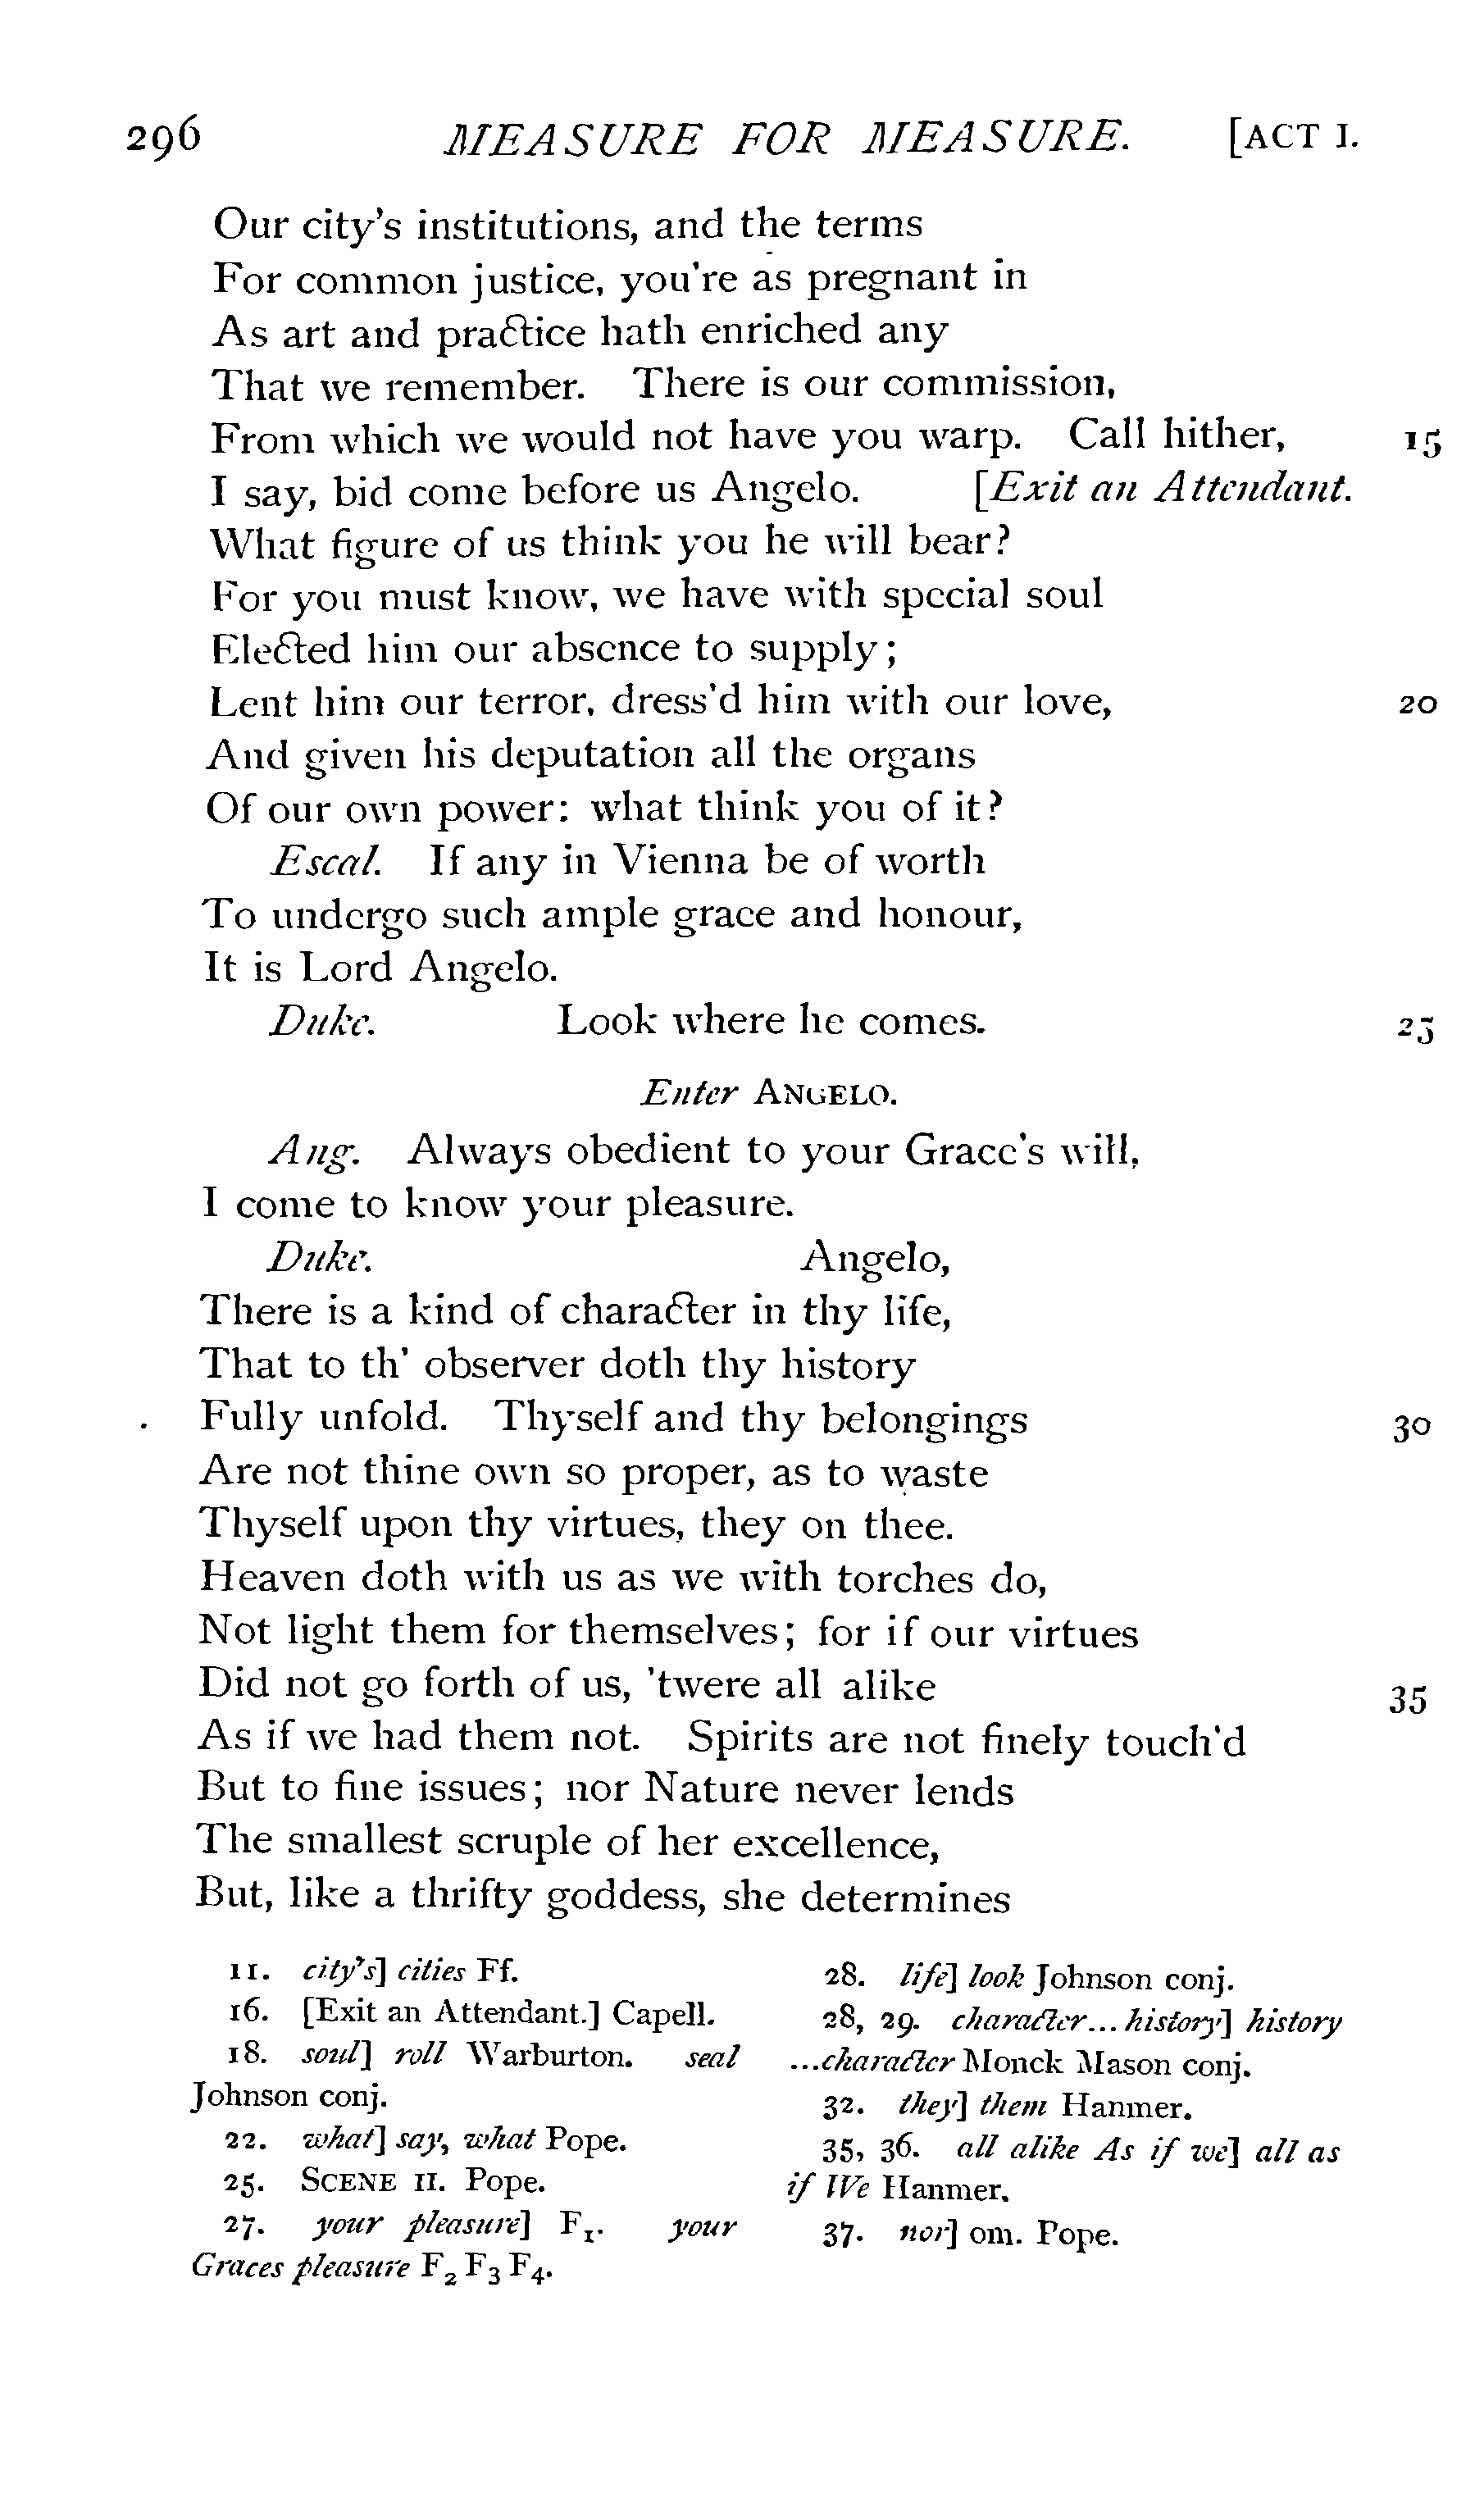 296 MEASURE FOR MEASURE. [ACT I.
Our city's institutions, and the terms
For common justice, you're as pregnant in
As art and practice hath enriched any
That we remember. There is our commission,
From which we would not have you warp. Call hither, 15
I say, bid come before us Angelo. [Exit an Attendant.
What figure of us think you he will bear?
For you must know, we have with special soul
Elected him our absence to supply;
Lent him our terror, dress'd him with our love, 20
And given his deputation all the organs
Of our own power: what think you of it?
Escal. If any in Vienna be of worth
To undergo such ample grace and honour,
It is Lord Angelo.
Duke. Look where he comes. 25
Enter ANGELO.
Ang. Always obedient to your Grace's will,
I come to know your pleasure.
Duke. Angelo,
There is a kind of character in thy life,
That to th' observer doth thy history
Fully unfold. Thyself and thy belongings 30
Are not thine own so proper, as to waste
Thyself upon thy virtues, they on thee.
Heaven doth with us as we with torches do,
Not light them for themselves; for if our virtues
Did not go forth of us, 'twere all alike 35
As if we had them not. Spirits are not finely touch'd
But to fine issues; nor Nature never lends
The smallest scruple of her excellence,
But, like a thrifty goddess, she determines
11. city's] cities Ff.
16. [Exit an Attendant.] Capell.
18. soul] roll Warburton. seal
Johnson conj.
22. what] say, what Pope.
25. SCENE II. Pope.
27. your pleasure] F1. your
Graces pleasure F2 F3 F4.
28. life] look Johnson conj.
28, 29. character... history] history
...character Monck Mason conj.
32. they] them Hanmer.
35, 36. all alike As if we] all as
if We Hanmer.
37. nor] om. Pope.